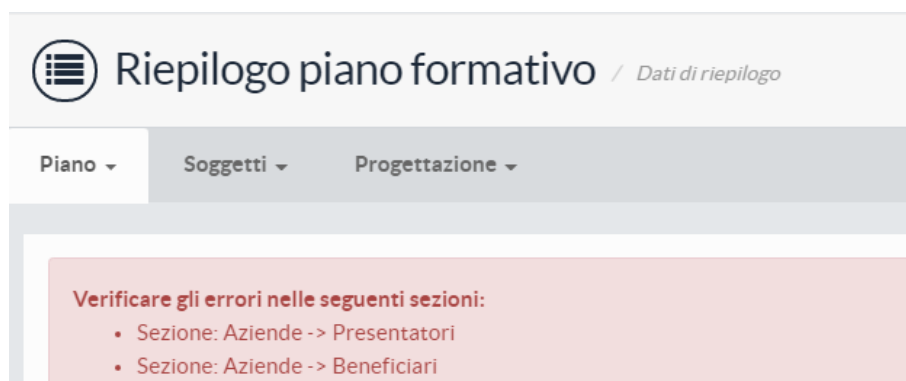 Riepilogo piano formativo / Dati di riepilogo
Piano Soggetti Progettazione
Verificare gli errori nelle seguenti sezioni:
• Sezione: Aziende -> Presentatori
• Sezione: Aziende -> Beneficiari